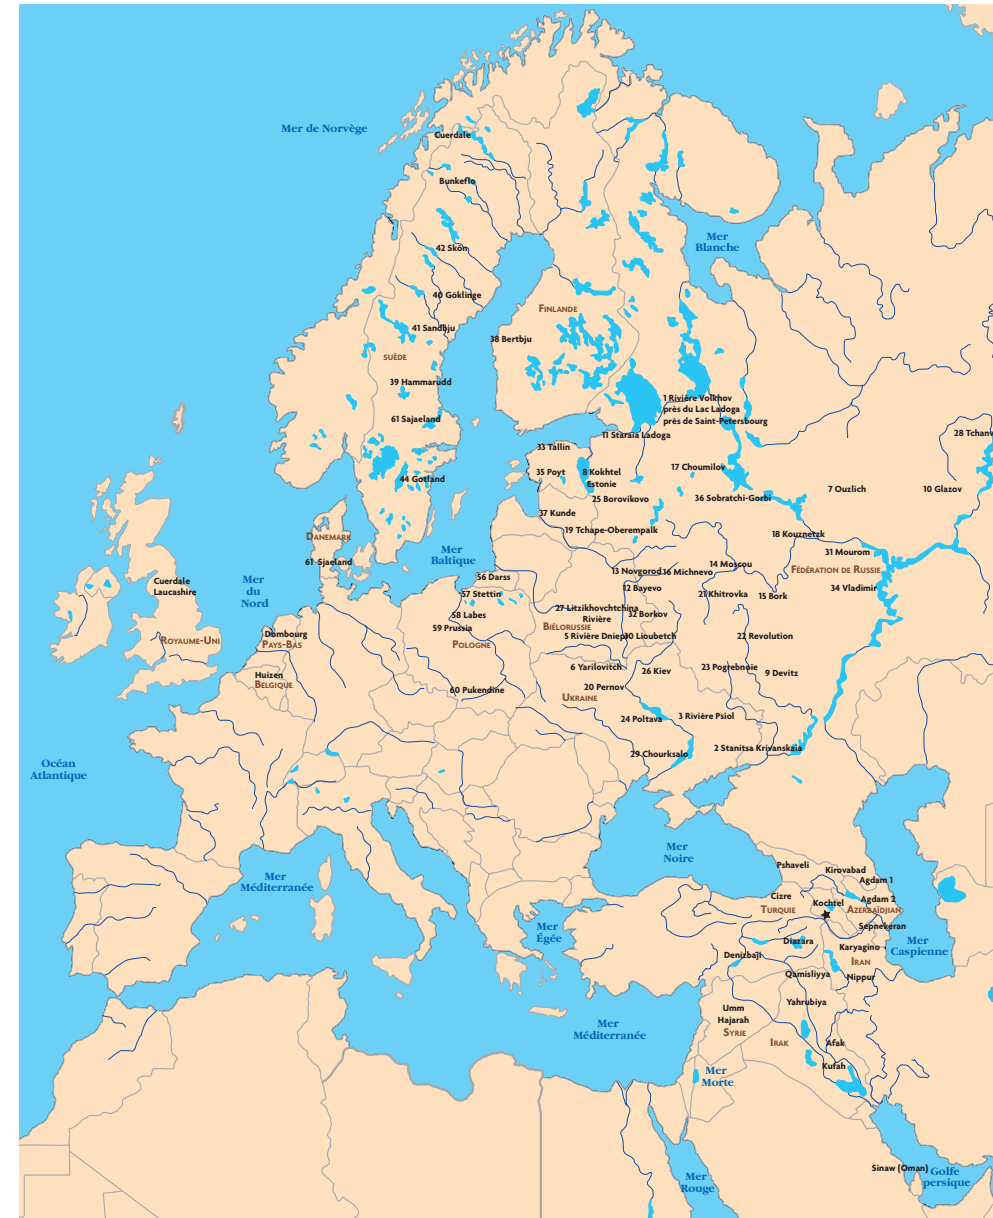 Mer de Norvège
Cuerdale
Bunkeflo
Mer
Blanche
42 Skön
40 Göklinge
FINLANDE
41 Sandbju
38 Bertbju
SUÈDE
39 Hammarudd
1 Rivière Volkhov
près du Lac Ladoga
près de Saint-Petersbourg
61 Sajaeland
11 Staraïa Ladoga
28 Tchanv
33 Tallin
35 Poyt
8 Kokhtel
Estonie
17 Choumilov
44 Gotland
7 Ouzlich
10 Glazov
25 Borovikovo
36 Sobratchi-Gorbi
37 Kunde
19 Tchape-Oberempalk
18 Kouznetzk
DANEMARK
31 Mourom
Mer
Baltique
61 Sjaeland
14 Moscou
FÉDÉRATION DE RUSSIE
13 Novgorod
16 Michnevo
56 Darss
Cuerdale
Laucashire
Mer
du
Nord
12 Bayevo
34 Vladimir
57 Stettin
21 Khitrovka
15 Bork
27 Litzikhovchtchina
Rivière
32 Borkov
58 Labes
59 Prussia
BIÉLORUSSIE
Dombourg
PAYS-BAS
ROYAUME-UNI
POLOGNE
5 Rivière Dniepr
30 Lioubetch
22 Revolution
6 Yarilovitch
26 Kiev
23 Pogrebnoïe
9 Devitz
Huizen
BELGIQUE
60 Pukendine
20 Pernov
UKRAINE
24 Poltava
3 Rivière Psiol
29 Chourksalo
2 Stanitsa Krivanskaïa
Océan
Atlantique
Mer
Noire
Mer
Méditerranée
Pshaveli
Kirovabad
Agdam 1
Cizre
Kochtel
Agdam 2
TURQUIE
AZERBAÏDJIAN
Mer
Égée
Sepnekeran
Diazara
Karyagino
Mer
Caspienne
Denizbaji
IRAN
Qamisliyya
Nippur
Yahrubiya
Umm
Hajarah
Mer
Méditerranée
SYRIE
IRAK
Afak
Kufah
Mer
Morte
Sinaw (Oman)
Golfe
persique
Mer
Rouge